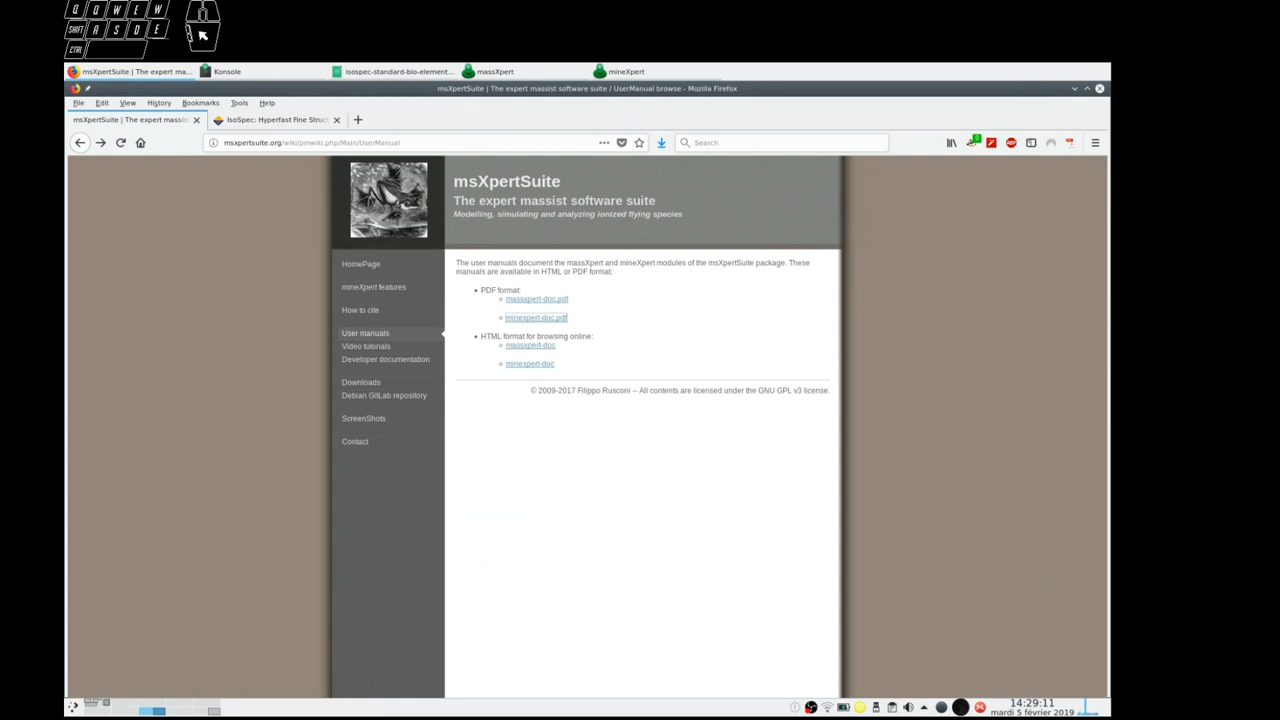 Q Q W E W
SHIFT A S D E
CTRL
msXpertSuite | The expert ma...
Konsole
isospec-standard-bio-element...
massXpert
mineXpert
msXpertSuite | The expert massist software suite / UserManual browse - Mozilla Firefox
File Edit View History Bookmarks Tools Help
msXpertSuite | The expert massis
IsoSpec: Hyperfast Fine Struct
msxpertsuite.org/wiki/pmwiki.php/Main/UserManual
Search
msXpertSuite
The expert massist software suite
Modelling, simulating and analyzing ionized flying species
HomePage
mineXpert features
How to cite
User manuals
Video tutorials
Developer documentation
Downloads
Debian GitLab repository
ScreenShots
Contact
The user manuals document the massXpert and mineXpert modules of the msXpertSuite package. These
manuals are available in HTML or PDF format:
PDF format:
massxpert-doc.pdf
minexpert-doc.pdf
HTML format for browsing online:
massxpert-doc
minexpert-doc
© 2009-2017 Filippo Rusconi -- All contents are licensed under the GNU GPL v3 license.
14:29:11
mardi 5 février 2019